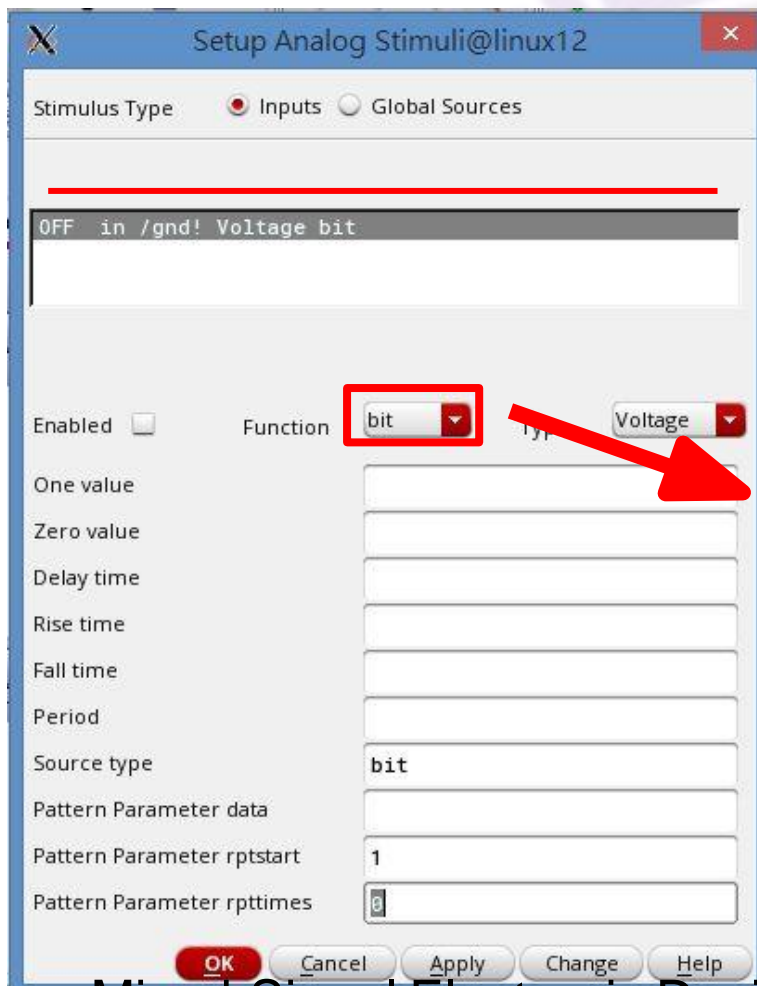 Setup Analog Stimuli@linux12
Stimulus Type Inputs Global Sources
OFF in /gnd! Voltage bit
Enabled Function bit Voltage
One value
Zero value
Delay time
Rise time
Fall time
Period
Source type bit
Pattern Parameter data
Pattern Parameter rptstart 1
Pattern Parameter rpttimes 0
OK Cancel Apply Change Help